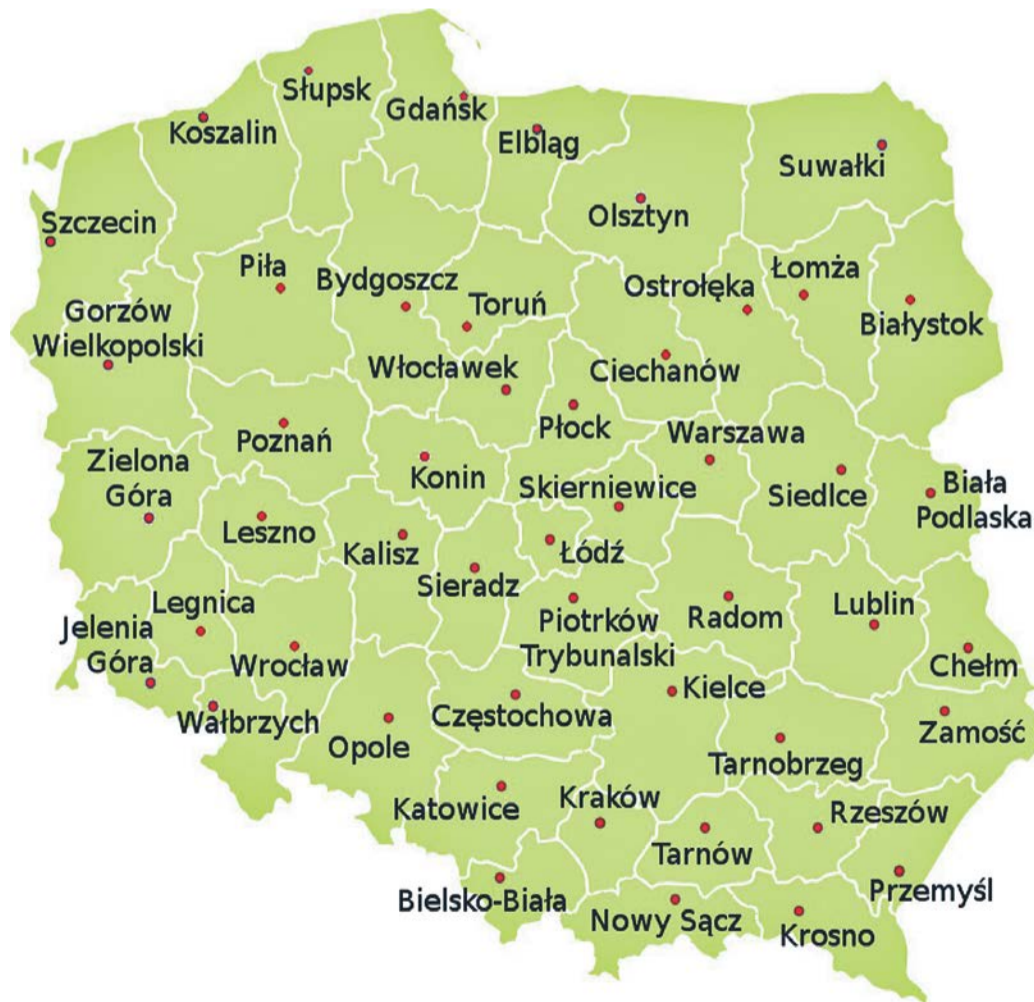 Słupsk
Gdańsk
Koszalin
Elbląg
Suwałki
Olsztyn
Szczecin
Piła
Bydgoszcz
Toruń
Ostrołęka
Łomża
Białystok
Gorzów
Wielkopolski
Włocławek
Ciechanów
Płock
Warszawa
Poznań
Konin
Skierniewice
Siedlce
Biała
Podlaska
Zielona
Góra
Leszno
Kalisz
Sieradz
Łódź
Piotrków
Trybunalski
Radom
Lublin
Legnica
Jelenia
Góra
Wrocław
Chełm
Wałbrzych
Opole
Częstochowa
Kielce
Zamość
Tarnobrzeg
Katowice
Kraków
Tarnów
Rzeszów
Bielsko-Biała
Nowy Sącz
Krosno
Przemyśl